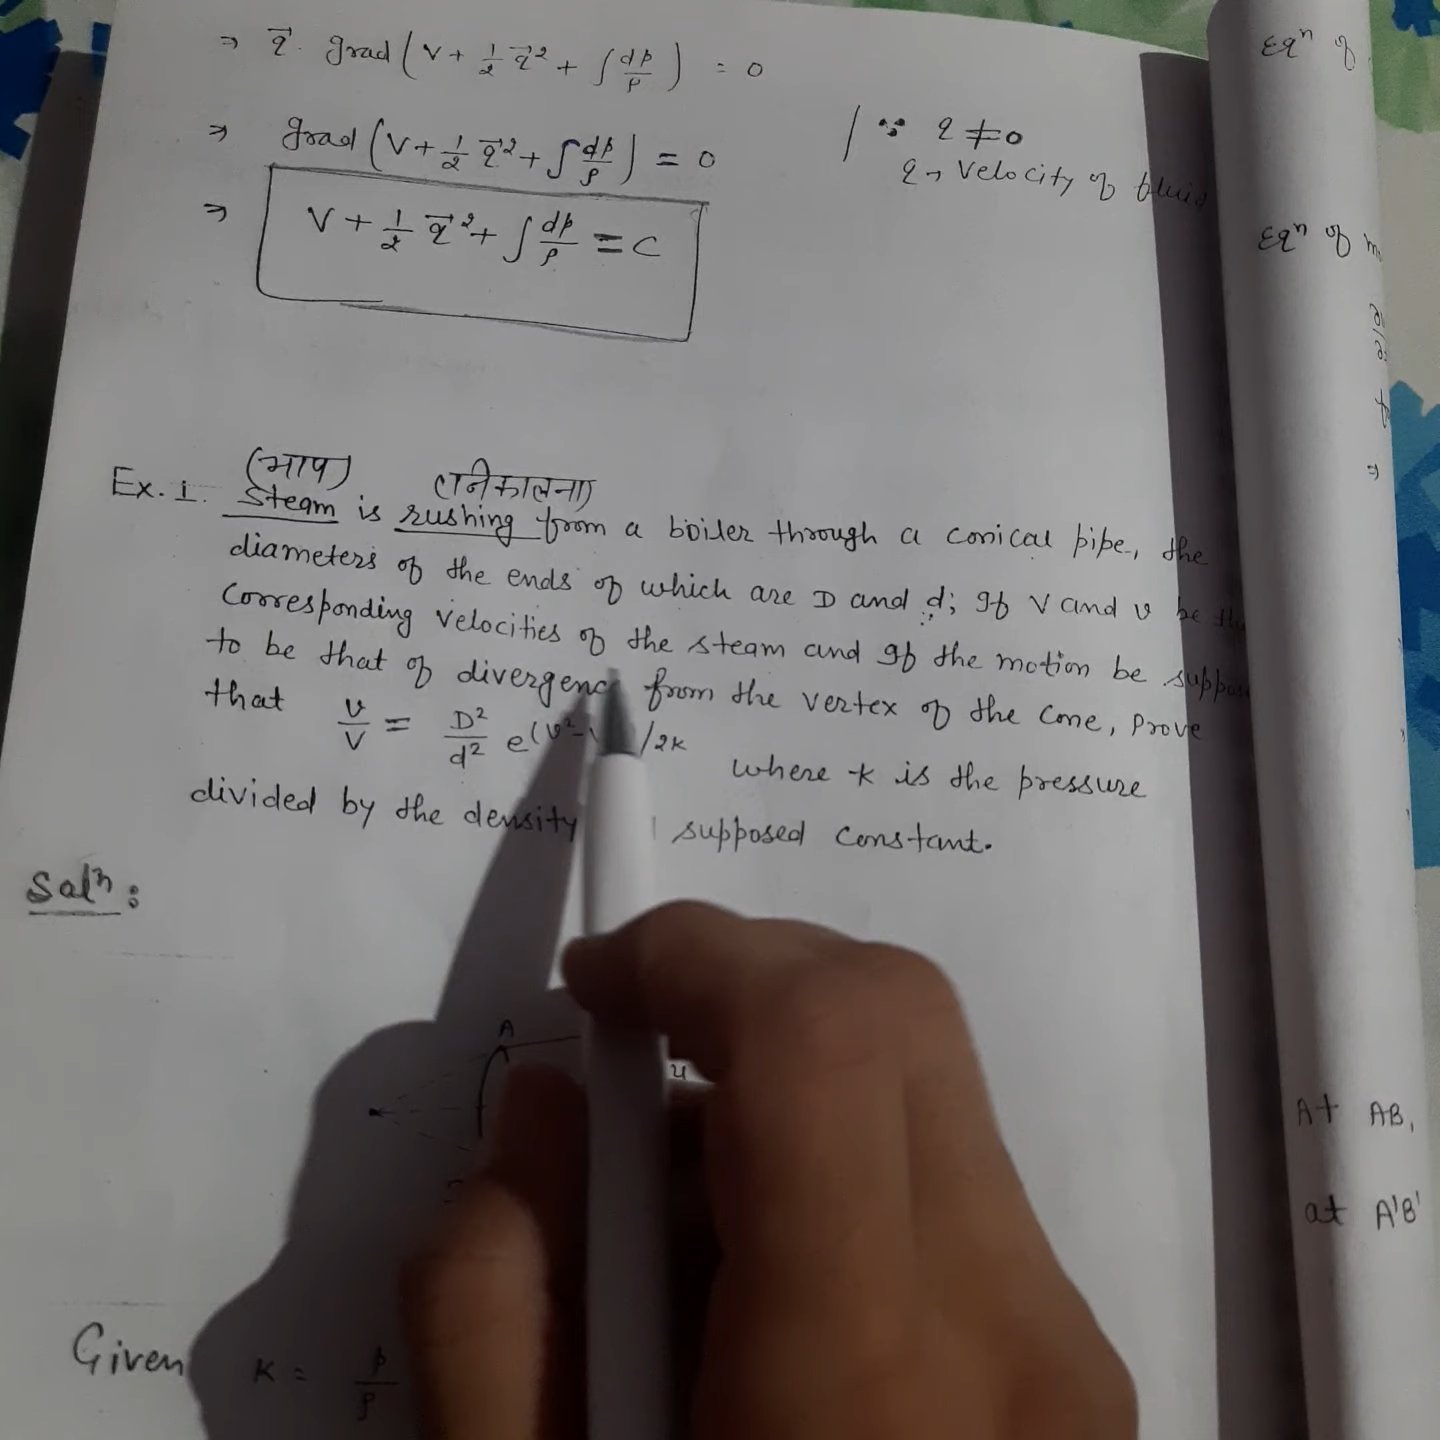 ⇒ q⃗. grad(V + 1/2 q⃗² + ∫dp/ρ) = 0
⇒ grad(V + 1/2 q⃗² + ∫dp/ρ) = 0 | ∵ q ≠ 0
q → Velocity of fluid
⇒ V + 1/2 q⃗² + ∫dp/ρ = C
(भाप) (निकालना)
Ex. 1. Steam is rushing from a boiler through a conical pipe, the
diameters of the ends of which are D and d; If V and v be the
corresponding velocities of the steam and If the motion be
to be that of divergence from the vertex of the cone, prove
that v/V = D²/d² e(v²- /2K where K is the pressure
divided by the density supposed constant.
Solⁿ:
A
Given K = p/ρ
Eqⁿ of
Eqⁿ of
⇒
At AB,
at A'B'